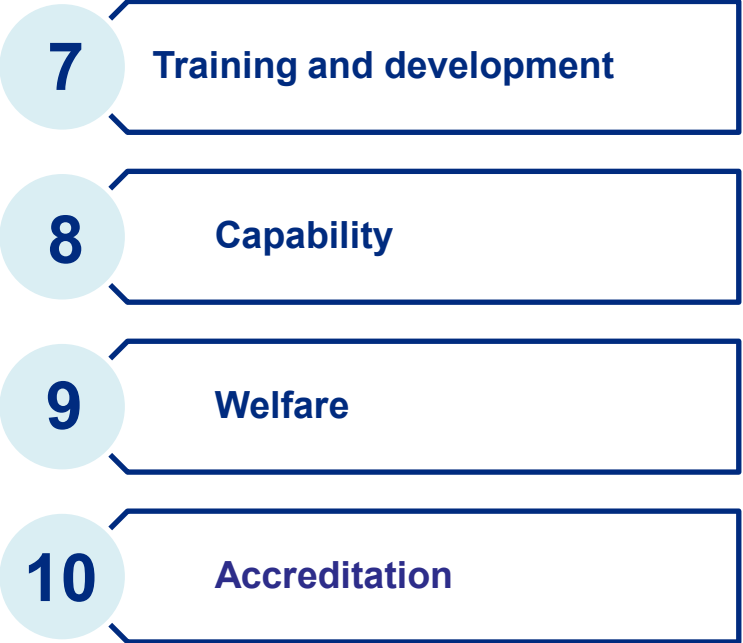 7 Training and development
8 Capability
9 Welfare
10 Accreditation